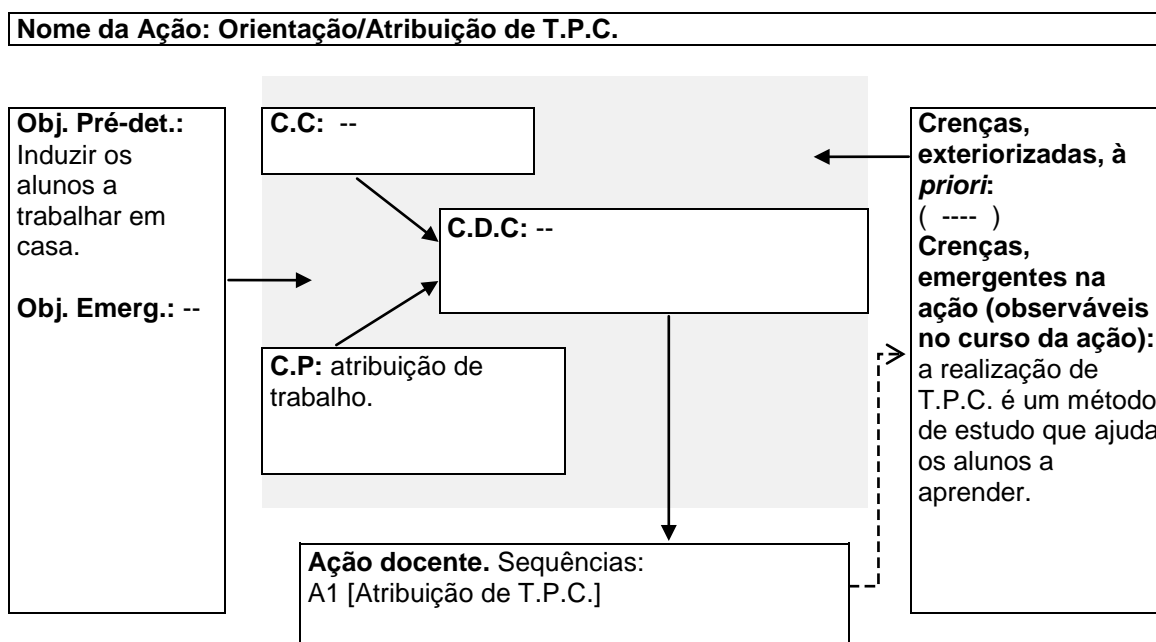 Nome da Ação: Orientação/Atribuição de T.P.C.
Obj. Pré-det.:
Induzir os
alunos a
trabalhar em
casa.
Obj. Emerg.: --
C.C: --
C.D.C: --
C.P: atribuição de
trabalho.
Ação docente. Sequências:
A1 [Atribuição de T.P.C.]
Crenças,
exteriorizadas, à
priori:
( ---- )
Crenças,
emergentes na
ação (observáveis
no curso da ação):
a realização de
T.P.C. é um método
de estudo que ajuda
os alunos a
aprender.